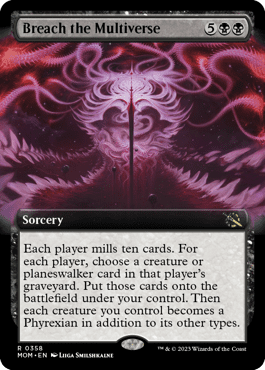 Breach the Multiverse 5
Sorcery
Each player mills ten cards. For
each player, choose a creature or
planeswalker card in that player's
graveyard. Put those cards onto the
battlefield under your control. Then
each creature you control becomes a
Phyrexian in addition to its other types.
R 0358
MOM • EN LIIGA SMILSHKALNE
™ & © 2023 Wizards of the Coast